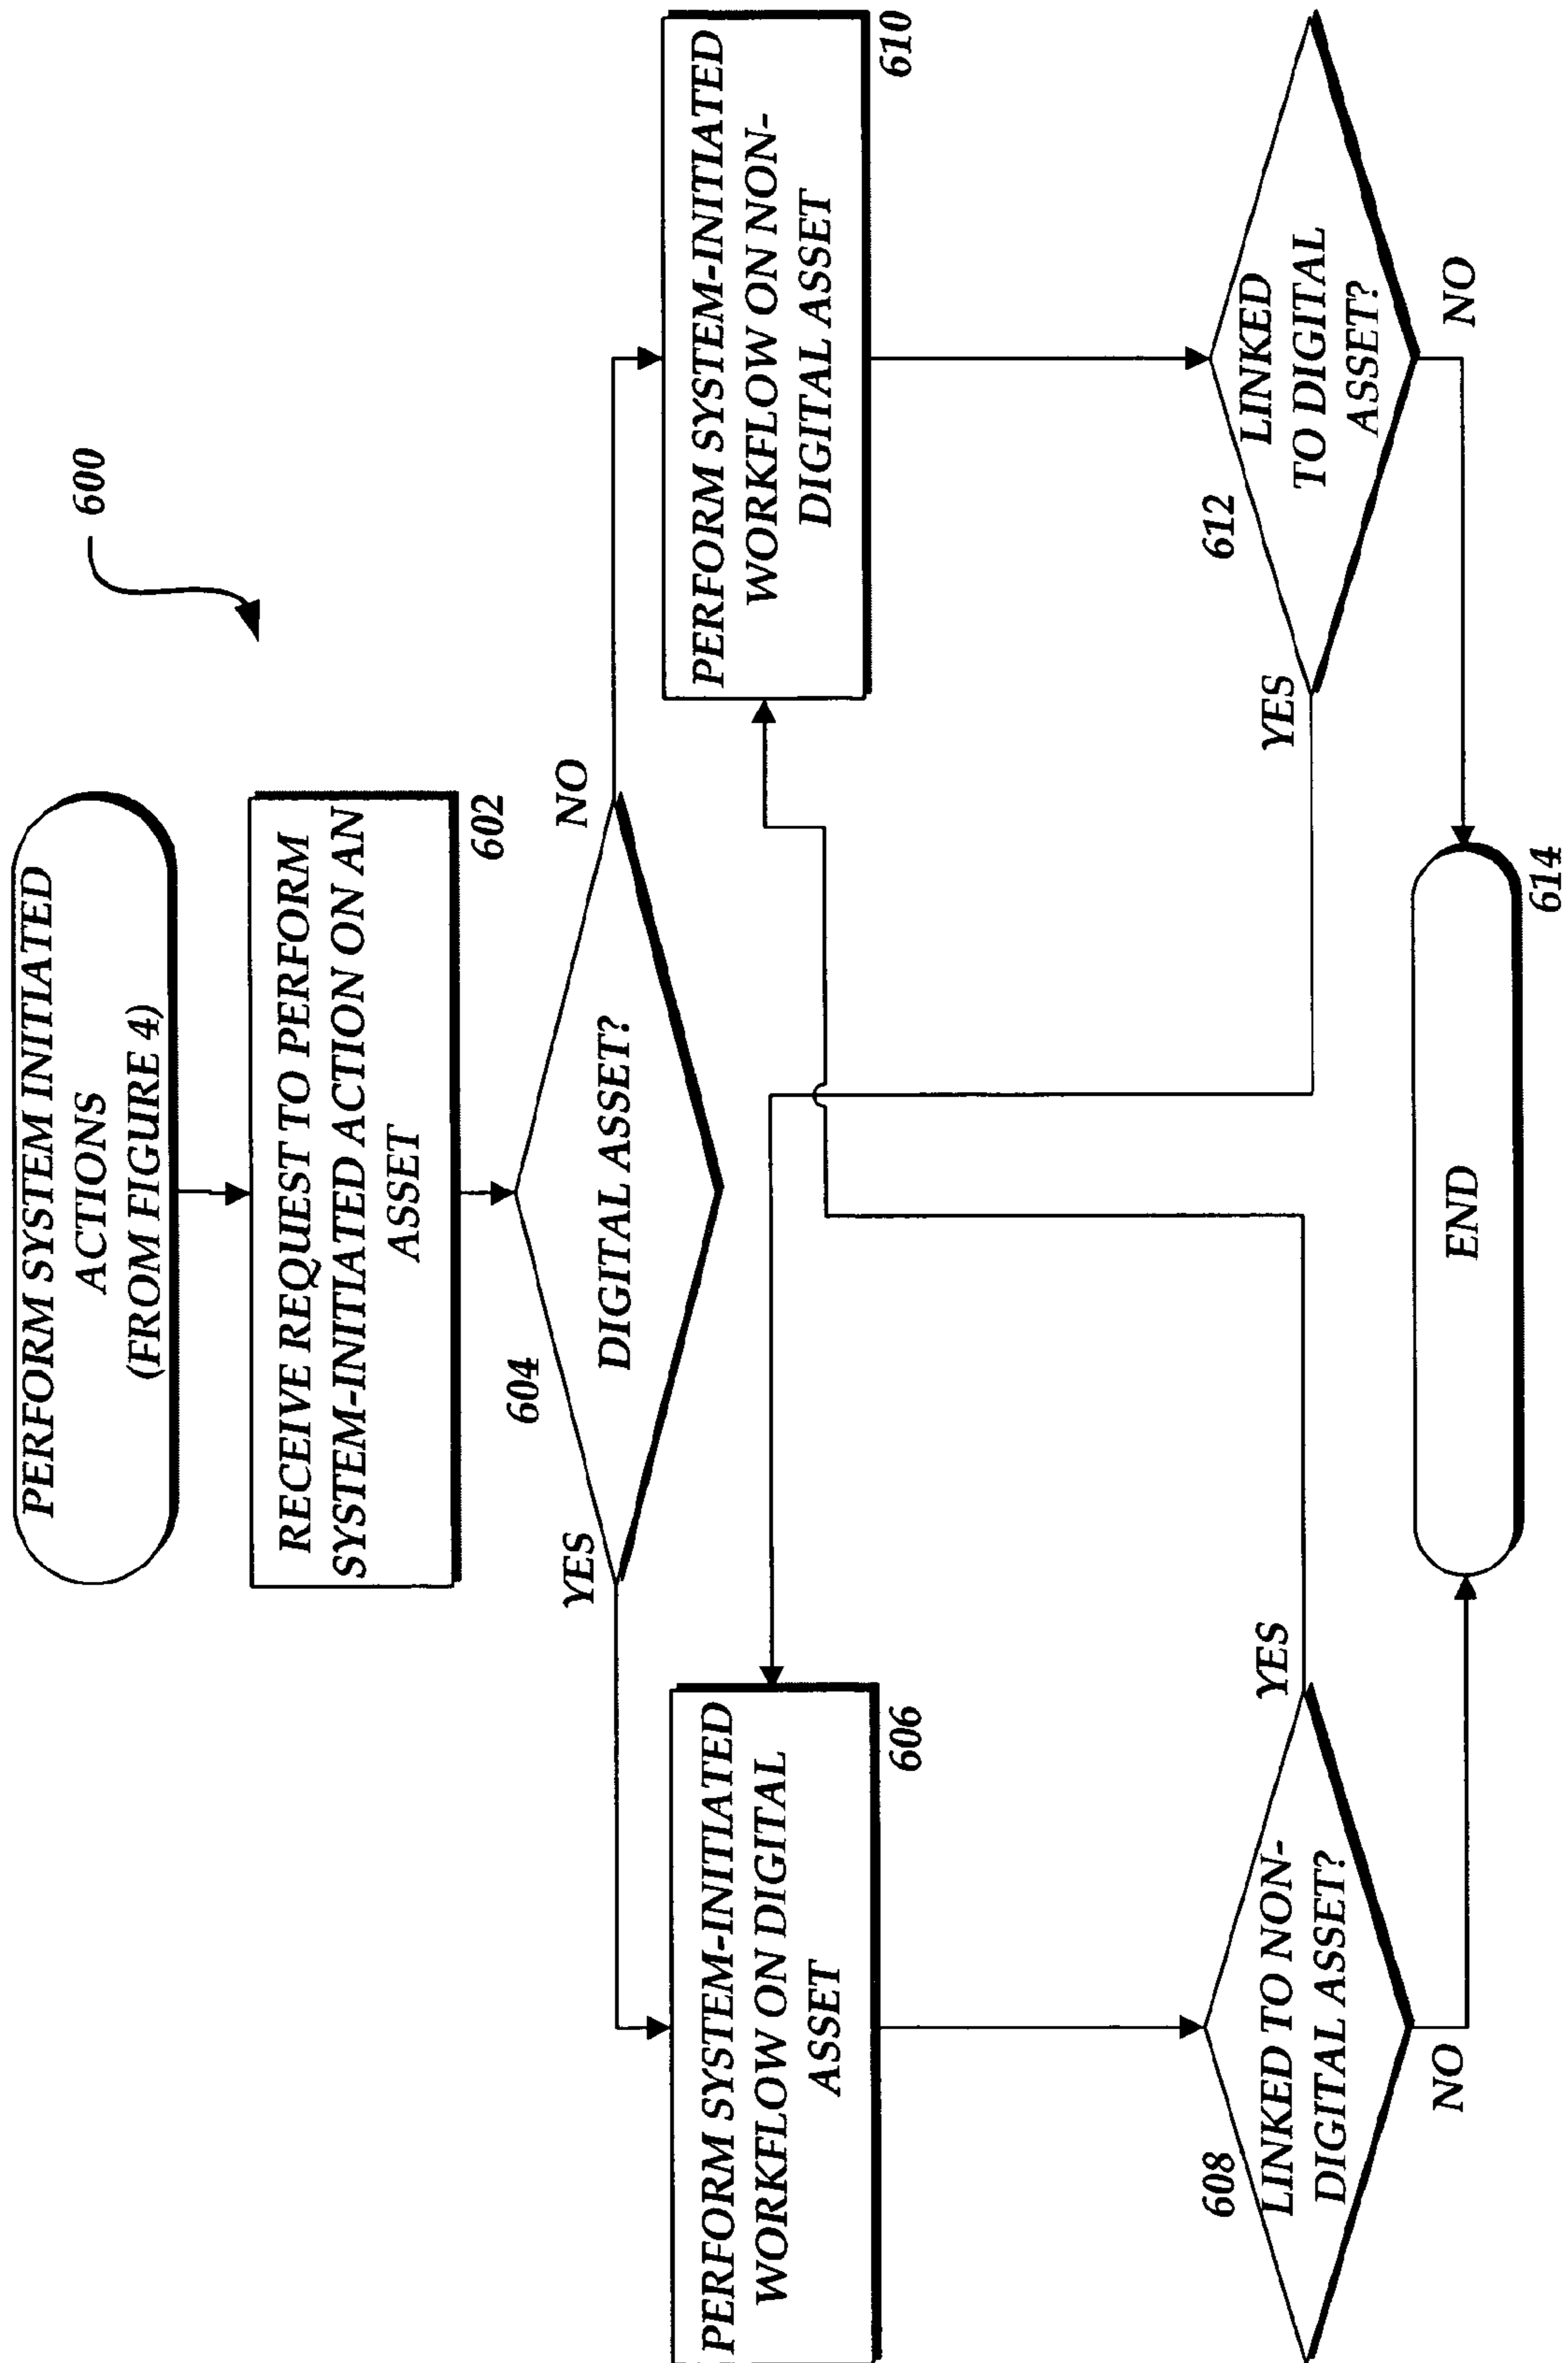 600
PERFORM SYSTEM INITIATED
ACTIONS
(FROM FIGURE 4)
RECEIVE REQUEST TO PERFORM
SYSTEM-INITIATED ACTION ON AN
ASSET
602
604
DIGITAL ASSET?
YES
NO
PERFORM SYSTEM-INITIATED
WORKFLOW ON DIGITAL
ASSET
606
PERFORM SYSTEM-INITIATED
WORKFLOW ON NON-
DIGITAL ASSET
610
608
LINKED TO NON-
DIGITAL ASSET?
YES
NO
612
LINKED
TO DIGITAL
ASSET?
YES
NO
END
614